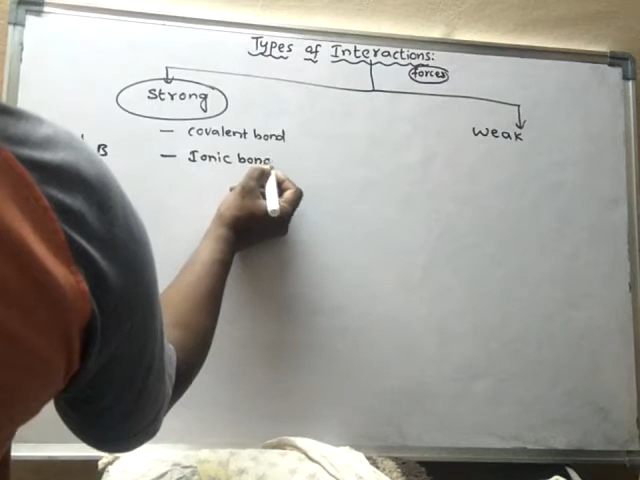 Types of Interactions:
forces
Strong
weak
— covalent bond
B
— Ionic bond